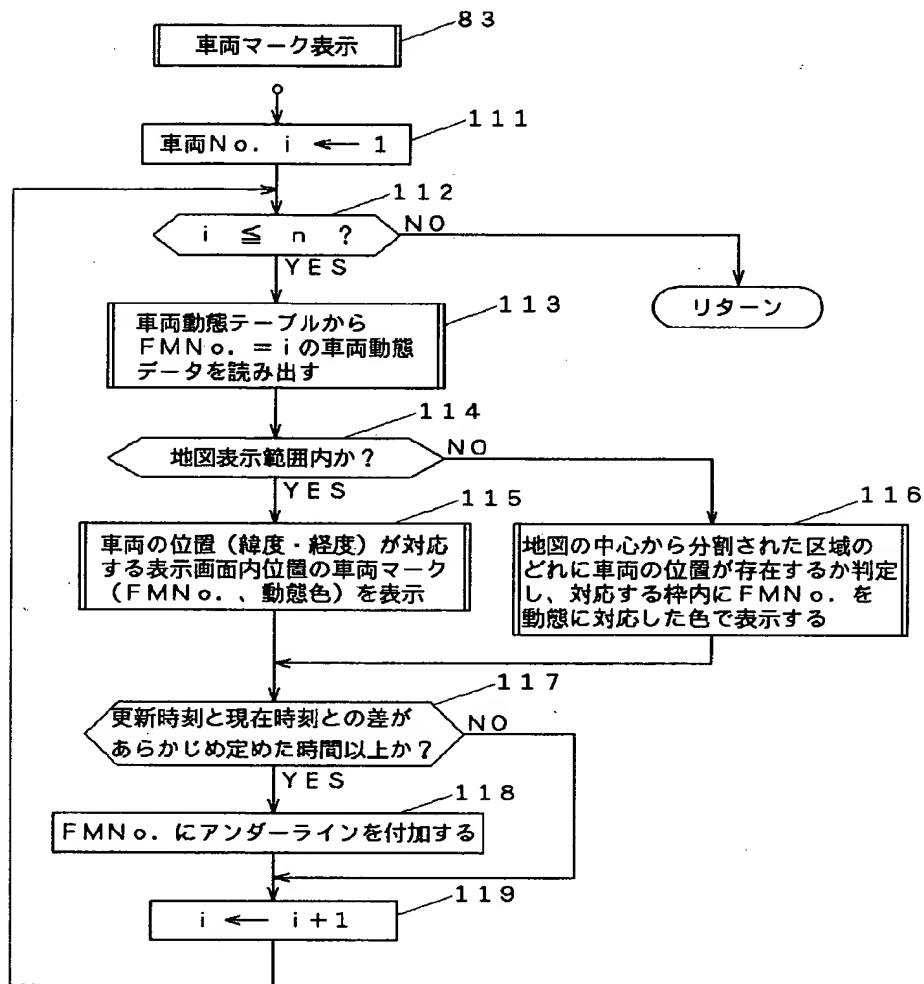 83
車両マーク表示
111
車両No. i ← 1
112
i ≦ n ?
NO
YES
リターン
113
車両動態テーブルから
FMNo.=iの車両動態
データを読み出す
114
地図表示範囲内か?
NO
YES
115
車両の位置(緯度・経度)が対応
する表示画面内位置の車両マーク
(FMNo.、動態色)を表示
116
地図の中心から分割された区域の
どれに車両の位置が存在するか判定
し、対応する枠内にFMNo.を
動態に対応した色で表示する
117
更新時刻と現在時刻との差が
あらかじめ定めた時間以上か?
NO
YES
118
FMNo.にアンダーラインを付加する
119
i ← i+1